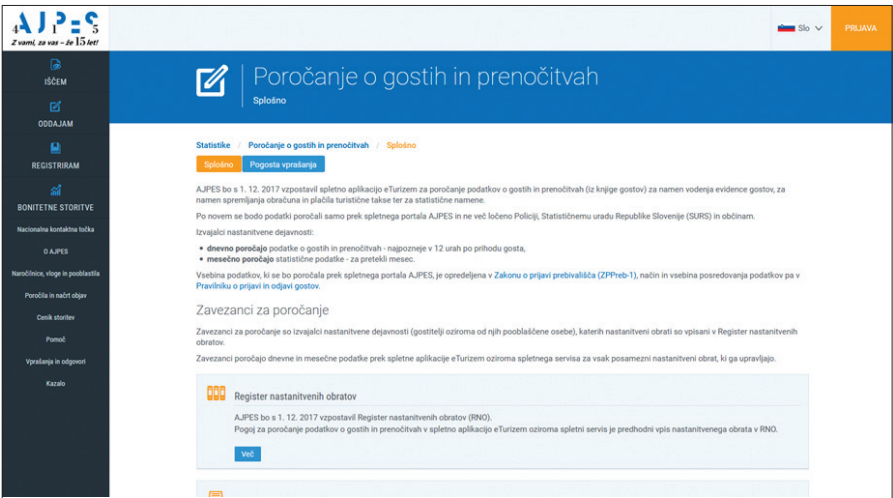 AJPES
Z vami, za vas - že 15 let!
Slo
PRIJAVA
IŠČEM
ODDAJAM
REGISTRIRAM
BONITETNE STORITVE
Nacionalna kontaktna točka
O AJPES
Naročilnice, vloge in pooblastila
Poročila in načrt objav
Cenik storitev
Pomoč
Vprašanja in odgovori
Kazalo
Poročanje o gostih in prenočitvah
Splošno
Statistike / Poročanje o gostih in prenočitvah / Splošno
Splošno Pogosta vprašanja
AJPES bo s 1. 12. 2017 vzpostavil spletno aplikacijo eTurizem za poročanje podatkov o gostih in prenočitvah (iz knjige gostov) za namen vodenja evidence gostov, za
namen spremljanja obračuna in plačila turistične takse ter za statistične namene.
Po novem se bodo podatki poročali samo prek spletnega portala AJPES in ne več ločeno Policiji, Statističnemu uradu Republike Slovenije (SURS) in občinam.
Izvajalci nastanitvene dejavnosti:
• dnevno poročajo podatke o gostih in prenočitvah - najpozneje v 12 urah po prihodu gosta,
• mesečno poročajo statistične podatke - za pretekli mesec.
Vsebina podatkov, ki se bo poročala prek spletnega portala AJPES, je opredeljena v Zakonu o prijavi prebivališča (ZPPreb-1), način in vsebina posredovanja podatkov pa v
Pravilniku o prijavi in odjavi gostov.
Zavezanci za poročanje
Zavezanci za poročanje so izvajalci nastanitvene dejavnosti (gostitelji oziroma od njih pooblaščene osebe), katerih nastanitveni obrati so vpisani v Register nastanitvenih
obratov.
Zavezanci poročajo dnevne in mesečne podatke prek spletne aplikacije eTurizem oziroma spletnega servisa za vsak posamezni nastanitveni obrat, ki ga upravljajo.
Register nastanitvenih obratov
AJPES bo s 1. 12. 2017 vzpostavil Register nastanitvenih obratov (RNO).
Pogoj za poročanje podatkov o gostih in prenočitvah v spletno aplikacijo eTurizem oziroma spletni servis je predhodni vpis nastanitvenega obrata v RNO.
Več